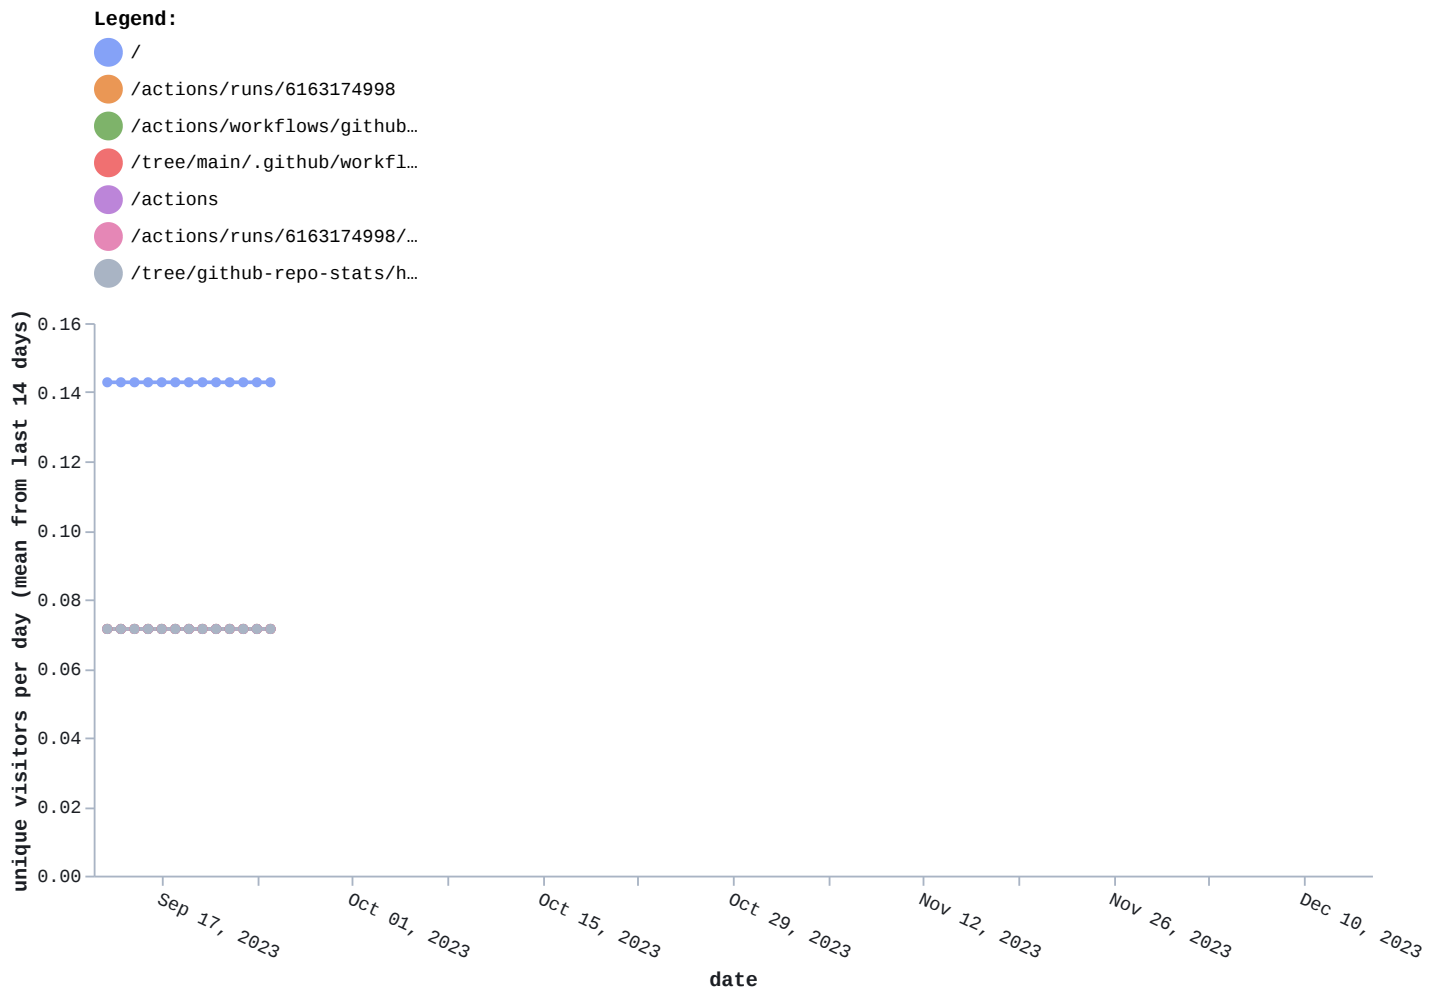 Legend:
/
/actions/runs/6163174998
/actions/workflows/github…
/tree/main/.github/workfl…
/actions
/actions/runs/6163174998/…
/tree/github-repo-stats/h…
unique visitors per day (mean from last 14 days)
0.16
0.14
0.12
0.10
0.08
0.06
0.04
0.02
0.00
Sep 17, 2023
Oct 01, 2023
Oct 15, 2023
Oct 29, 2023
Nov 12, 2023
Nov 26, 2023
Dec 10, 2023
date